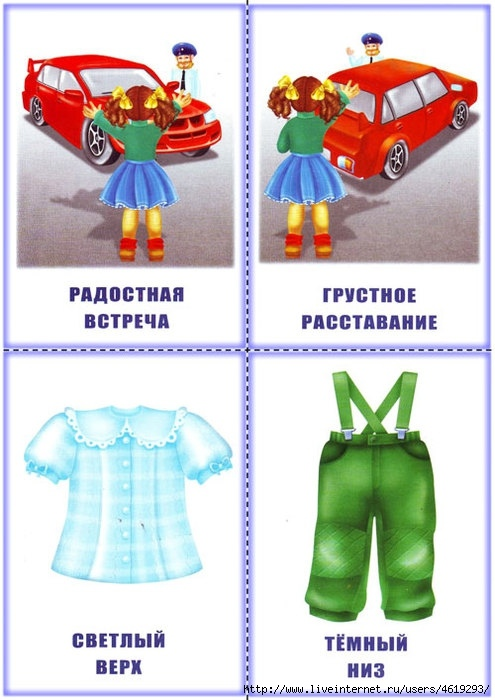 РАДОСТНАЯ
ВСТРЕЧА
ГРУСТНОЕ
РАССТАВАНИЕ
СВЕТЛЫЙ
ВЕРХ
ТЁМНЫЙ
НИЗ
http://www.liveinternet.ru/users/4619293/